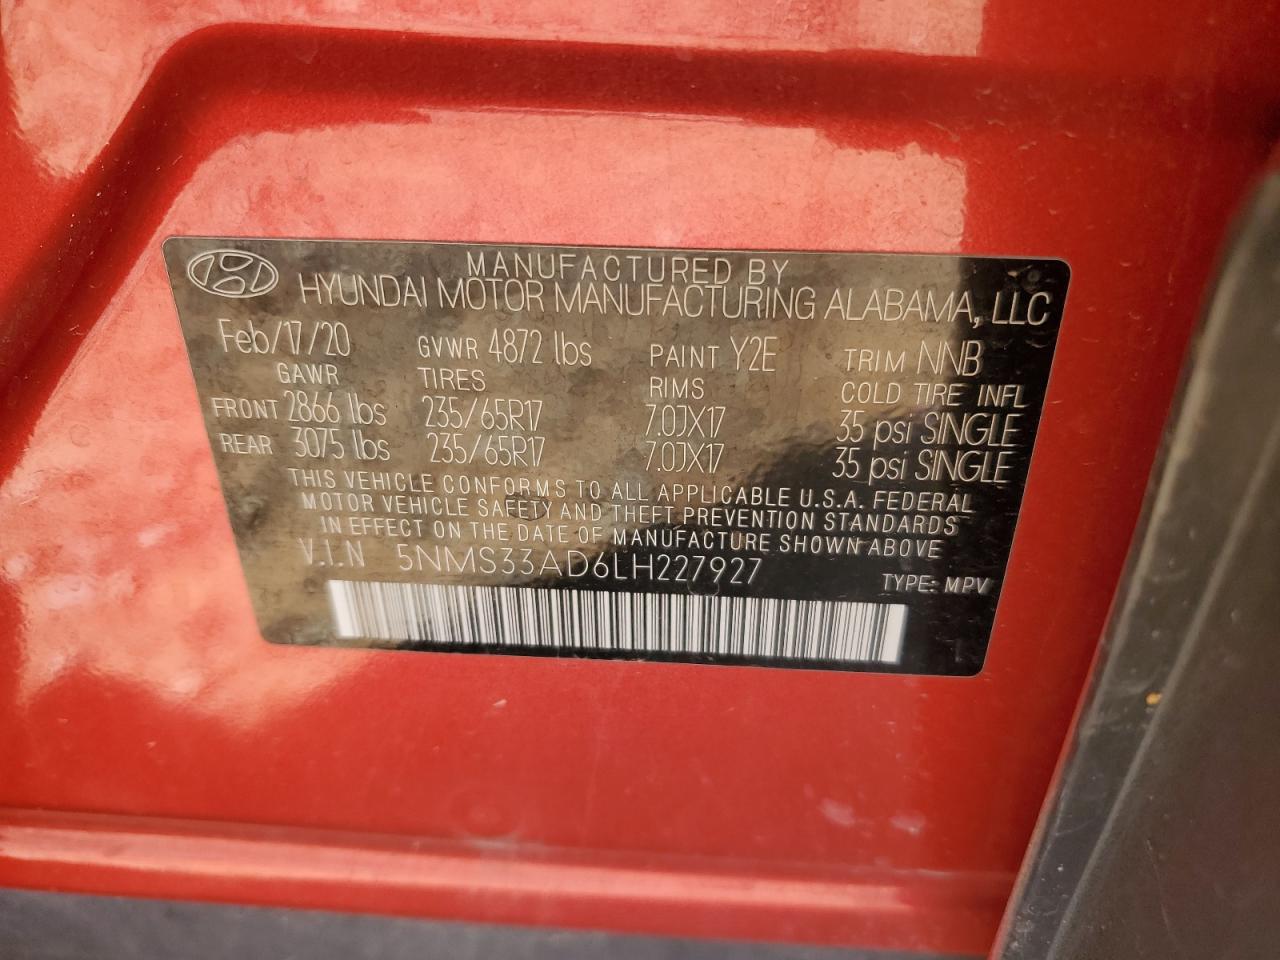 MANUFACTURED BY
HYUNDAI MOTOR MANUFACTURING ALABAMA, LLC
Feb/17/20 GVWR 4872 lbs PAINT Y2E TRIM NNB
GAWR TIRES RIMS COLD TIRE INFL
FRONT 2866 lbs 235/65R17 7.0JX17 35 psi SINGLE
REAR 3075 lbs 235/65R17 7.0JX17 35 psi SINGLE
THIS VEHICLE CONFORMS TO ALL APPLICABLE U.S.A. FEDERAL
MOTOR VEHICLE SAFETY AND THEFT PREVENTION STANDARDS
IN EFFECT ON THE DATE OF MANUFACTURE SHOWN ABOVE
V.I.N 5NMS33AD6LH227927 TYPE: MPV